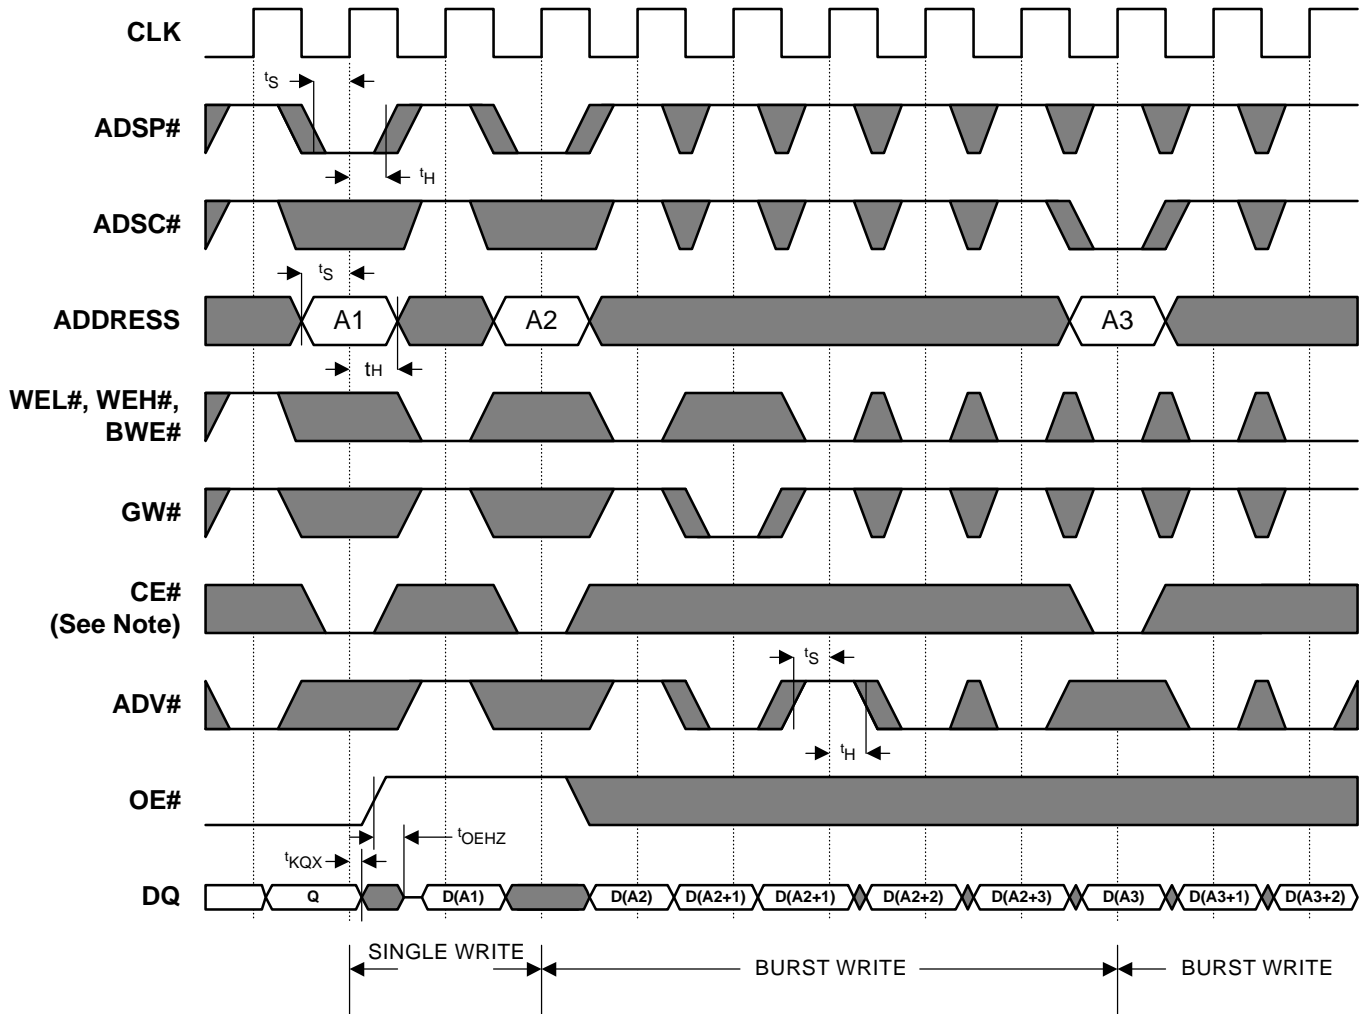 CLK
tS
ADSP#
tH
ADSC#
tS
ADDRESS
A1
A2
A3
tH
WEL#, WEH#,
BWE#
GW#
CE#
(See Note)
tS
ADV#
tH
OE#
tOEHZ
tKQX
DQ
Q
D(A1)
D(A2)
D(A2+1)
D(A2+1)
D(A2+2)
D(A2+3)
D(A3)
D(A3+1)
D(A3+2)
SINGLE WRITE
BURST WRITE
BURST WRITE